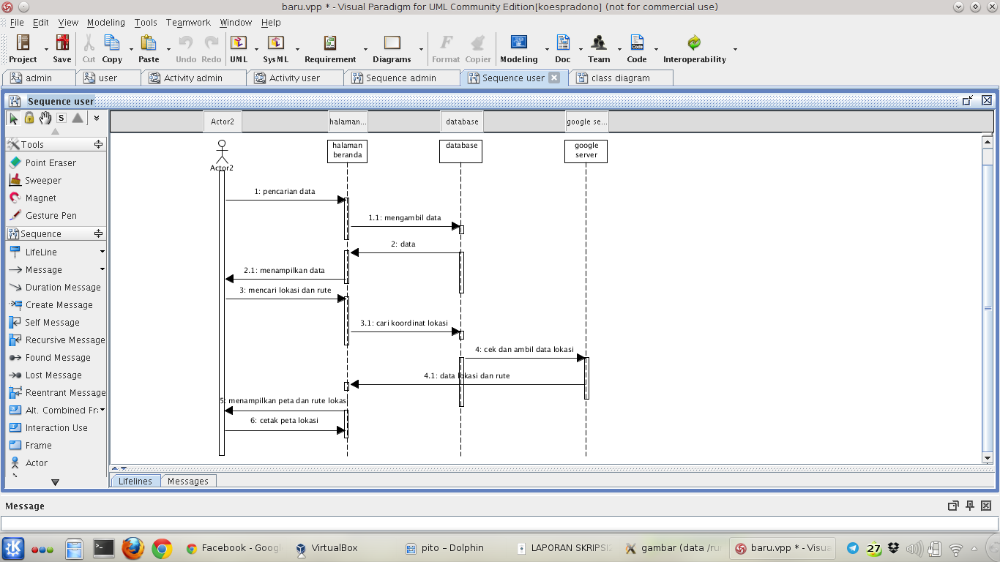 baru.vpp * - Visual Paradigm for UML Community Edition[koespradono] (not for commercial use)
File Edit View Modeling Tools Teamwork Window Help
Project Save Cut Copy Paste Undo Redo UML SysML Requirement Diagrams Format Copier Modeling Doc Team Code Interoperability
admin user Activity admin Activity user Sequence admin Sequence user class diagram
Sequence user
S
Actor2 halaman... database google se...
Tools
Point Eraser
Sweeper
Magnet
Gesture Pen
Sequence
LifeLine
Message
Duration Message
Create Message
Self Message
Recursive Message
Found Message
Lost Message
Reentrant Message
Alt. Combined Fr
Interaction Use
Frame
Actor
Actor2
halaman
beranda
database
google
server
1: pencarian data
1.1: mengambil data
2: data
2.1: menampilkan data
3: mencari lokasi dan rute
3.1: cari koordinat lokasi
4: cek dan ambil data lokasi
4.1: data lokasi dan rute
5: menampilkan peta dan rute lokasi
6: cetak peta lokasi
Lifelines Messages
Message
Facebook - Googl VirtualBox pito – Dolphin LAPORAN SKRIPSI gambar (data /ru baru.vpp * - Visua 27